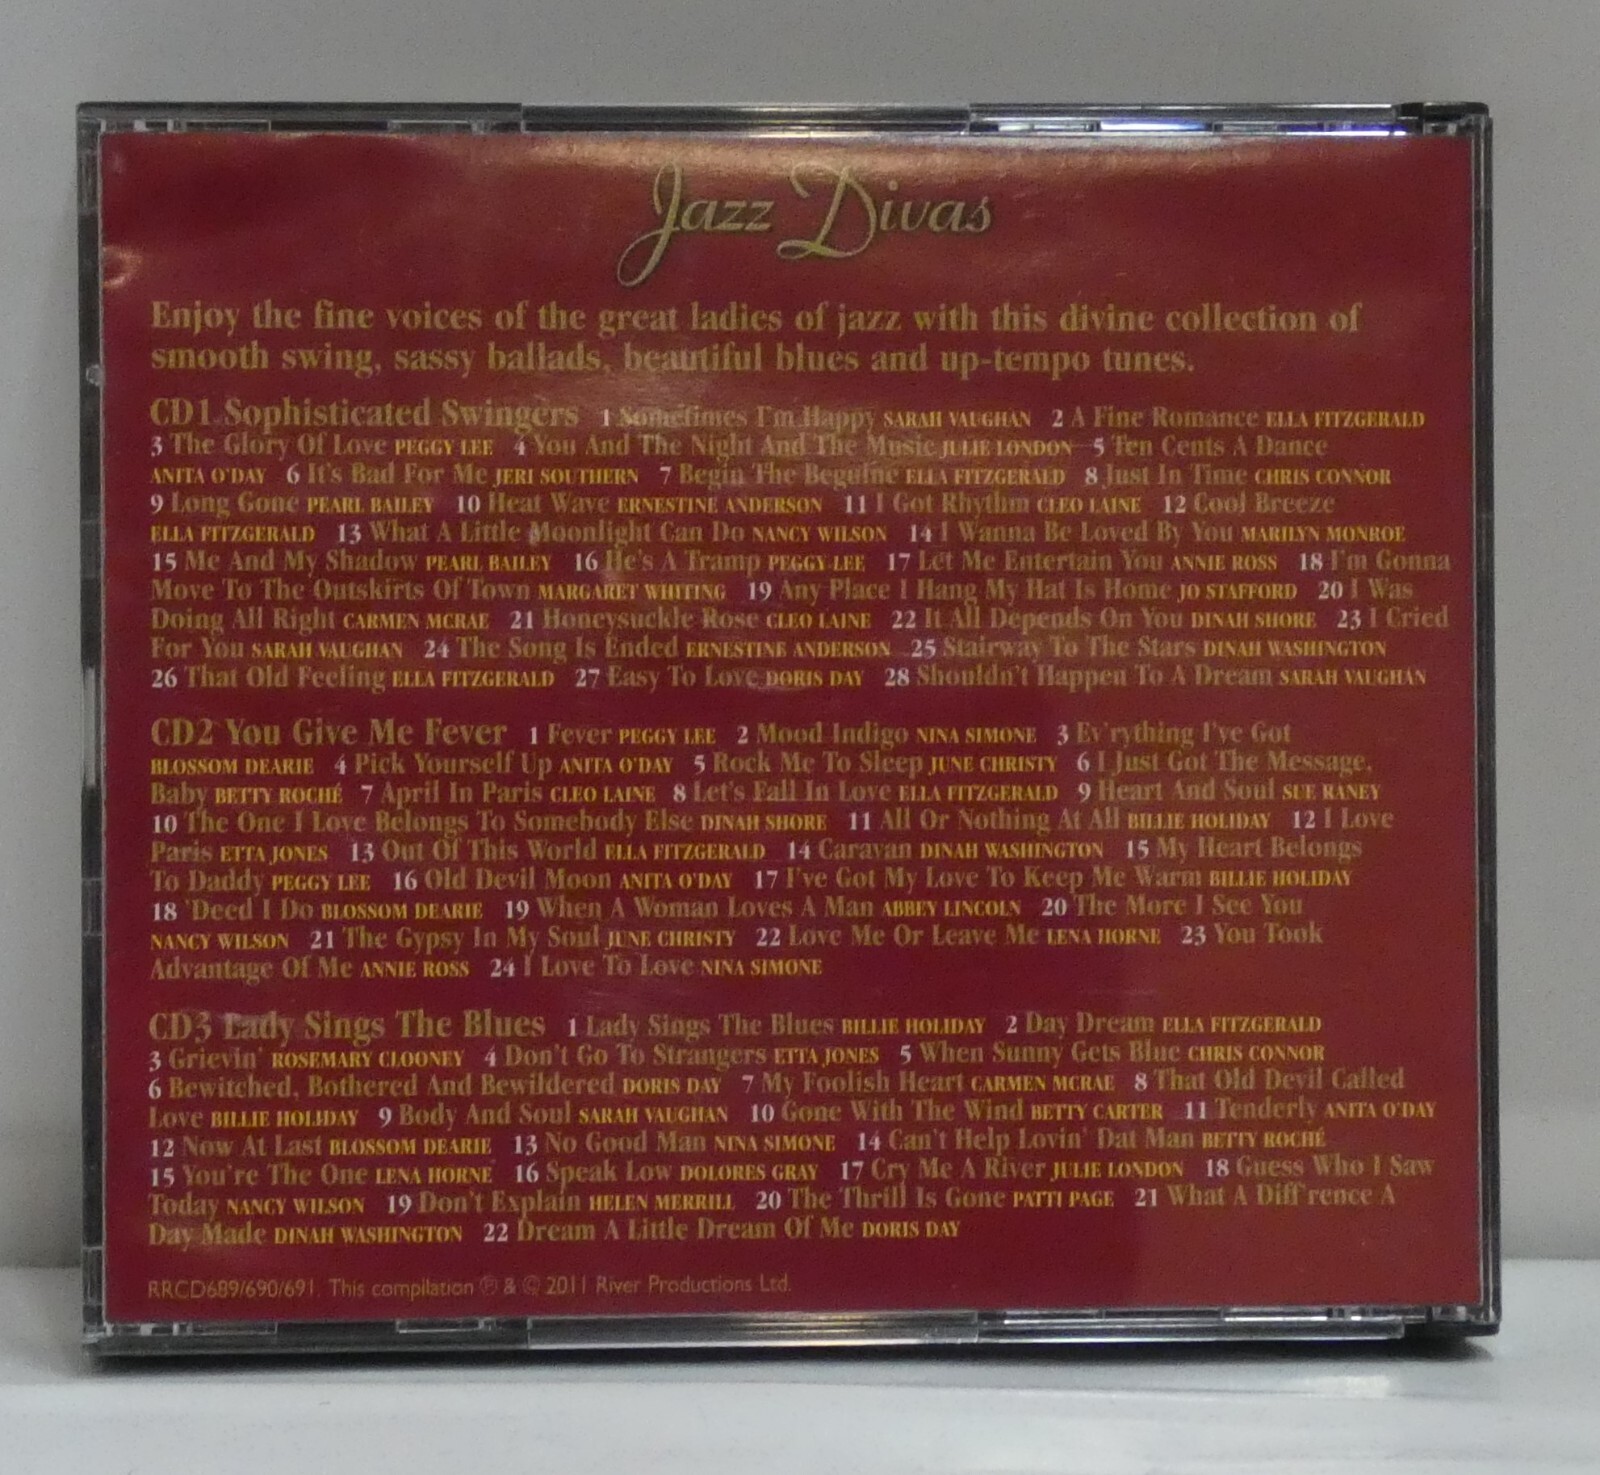 Jazz Divas
Enjoy the fine voices of the great ladies of jazz with this divine collection of
smooth swing, sassy ballads, beautiful blues and up-tempo tunes.
CD1 Sophisticated Swingers 1 Sometimes I'm Happy SARAH VAUGHAN 2 A Fine Romance ELLA FITZGERALD
3 The Glory Of Love PEGGY LEE 4 You And The Night And The Music JULIE LONDON 5 Ten Cents A Dance
ANITA O'DAY 6 It's Bad For Me JERI SOUTHERN 7 Begin The Beguine ELLA FITZGERALD 8 Just In Time CHRIS CONNOR
9 Long Gone PEARL BAILEY 10 Heat Wave ERNESTINE ANDERSON 11 I Got Rhythm CLEO LAINE 12 Cool Breeze
ELLA FITZGERALD 13 What A Little Moonlight Can Do NANCY WILSON 14 I Wanna Be Loved By You MARILYN MONROE
15 Me And My Shadow PEARL BAILEY 16 He's A Tramp PEGGY LEE 17 Let Me Entertain You ANNIE ROSS 18 I'm Gonna
Move To The Outskirts Of Town MARGARET WHITING 19 Any Place I Hang My Hat Is Home JO STAFFORD 20 I Was
Doing All Right CARMEN MCRAE 21 Honeysuckle Rose CLEO LAINE 22 It All Depends On You DINAH SHORE 23 I Cried
For You SARAH VAUGHAN 24 The Song Is Ended ERNESTINE ANDERSON 25 Stairway To The Stars DINAH WASHINGTON
26 That Old Feeling ELLA FITZGERALD 27 Easy To Love DORIS DAY 28 Shouldn't Happen To A Dream SARAH VAUGHAN
CD2 You Give Me Fever 1 Fever PEGGY LEE 2 Mood Indigo NINA SIMONE 3 Ev'rything I've Got
BLOSSOM DEARIE 4 Pick Yourself Up ANITA O'DAY 5 Rock Me To Sleep JUNE CHRISTY 6 I Just Got The Message,
Baby BETTY ROCHÉ 7 April In Paris CLEO LAINE 8 Let's Fall In Love ELLA FITZGERALD 9 Heart And Soul SUE RANEY
10 The One I Love Belongs To Somebody Else DINAH SHORE 11 All Or Nothing At All BILLIE HOLIDAY 12 I Love
Paris ETTA JONES 13 Out Of This World ELLA FITZGERALD 14 Caravan DINAH WASHINGTON 15 My Heart Belongs
To Daddy PEGGY LEE 16 Old Devil Moon ANITA O'DAY 17 I've Got My Love To Keep Me Warm BILLIE HOLIDAY
18 'Deed I Do BLOSSOM DEARIE 19 When A Woman Loves A Man ABBEY LINCOLN 20 The More I See You
NANCY WILSON 21 The Gypsy In My Soul JUNE CHRISTY 22 Love Me Or Leave Me LENA HORNE 23 You Took
Advantage Of Me ANNIE ROSS 24 I Love To Love NINA SIMONE
CD3 Lady Sings The Blues 1 Lady Sings The Blues BILLIE HOLIDAY 2 Day Dream ELLA FITZGERALD
3 Grievin' ROSEMARY CLOONEY 4 Don't Go To Strangers ETTA JONES 5 When Sunny Gets Blue CHRIS CONNOR
6 Bewitched, Bothered And Bewildered DORIS DAY 7 My Foolish Heart CARMEN MCRAE 8 That Old Devil Called
Love BILLIE HOLIDAY 9 Body And Soul SARAH VAUGHAN 10 Gone With The Wind BETTY CARTER 11 Tenderly ANITA O'DAY
12 Now At Last BLOSSOM DEARIE 13 No Good Man NINA SIMONE 14 Can't Help Lovin' Dat Man BETTY ROCHÉ
15 You're The One LENA HORNE 16 Speak Low DOLORES GRAY 17 Cry Me A River JULIE LONDON 18 Guess Who I Saw
Today NANCY WILSON 19 Don't Explain HELEN MERRILL 20 The Thrill Is Gone PATTI PAGE 21 What A Diff'rence A
Day Made DINAH WASHINGTON 22 Dream A Little Dream Of Me DORIS DAY
RRCD689/690/691. This compilation ℗ & © 2011 River Productions Ltd.